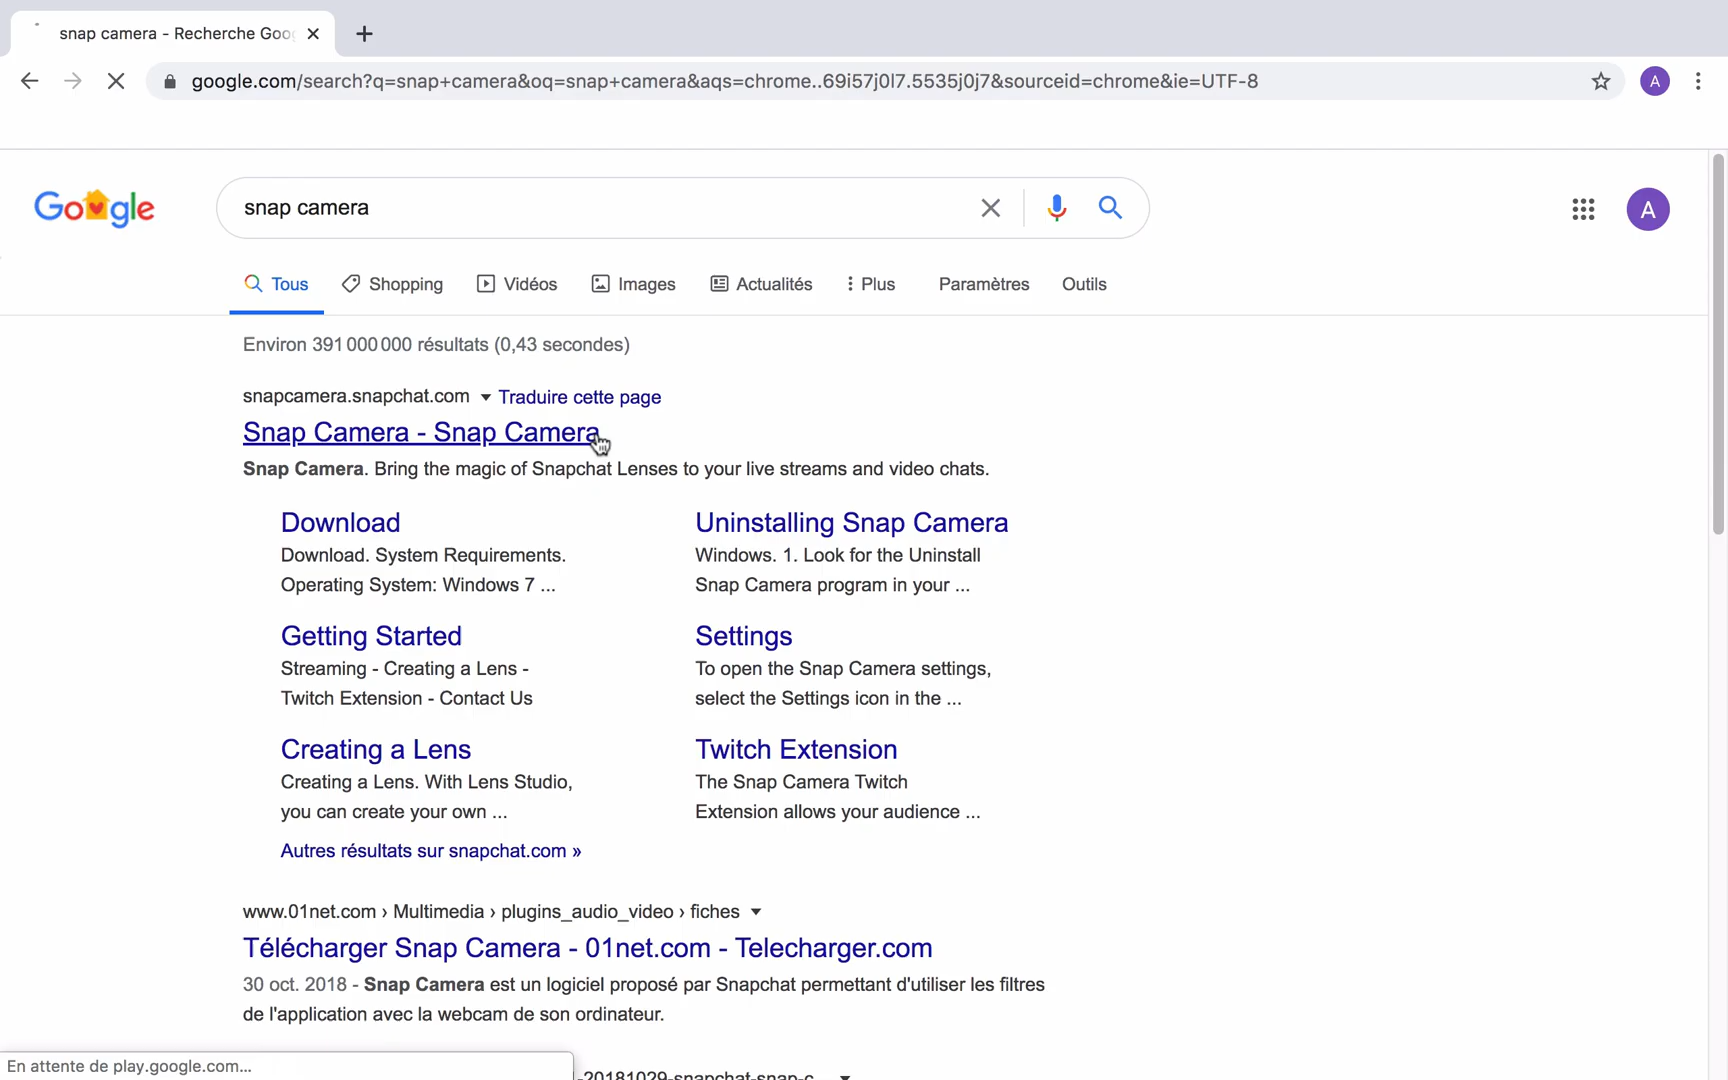 snap camera - Recherche Goo
google.com/search?q=snap+camera&oq=snap+camera&aqs=chrome..69i57j0l7.5535j0j7&sourceid=chrome&ie=UTF-8
A
Google
snap camera
A
Tous
Shopping
Vidéos
Images
Actualités
Plus
Paramètres
Outils
Environ 391 000 000 résultats (0,43 secondes)
snapcamera.snapchat.com Traduire cette page
Snap Camera - Snap Camera
Snap Camera. Bring the magic of Snapchat Lenses to your live streams and video chats.
Download
Download. System Requirements.
Operating System: Windows 7 ...
Uninstalling Snap Camera
Windows. 1. Look for the Uninstall
Snap Camera program in your ...
Getting Started
Streaming - Creating a Lens -
Twitch Extension - Contact Us
Settings
To open the Snap Camera settings,
select the Settings icon in the ...
Creating a Lens
Creating a Lens. With Lens Studio,
you can create your own ...
Twitch Extension
The Snap Camera Twitch
Extension allows your audience ...
Autres résultats sur snapchat.com »
www.01net.com › Multimedia › plugins_audio_video › fiches
Télécharger Snap Camera - 01net.com - Telecharger.com
30 oct. 2018 - Snap Camera est un logiciel proposé par Snapchat permettant d'utiliser les filtres
de l'application avec la webcam de son ordinateur.
En attente de play.google.com...
-20181029-snapchat-snap-c...